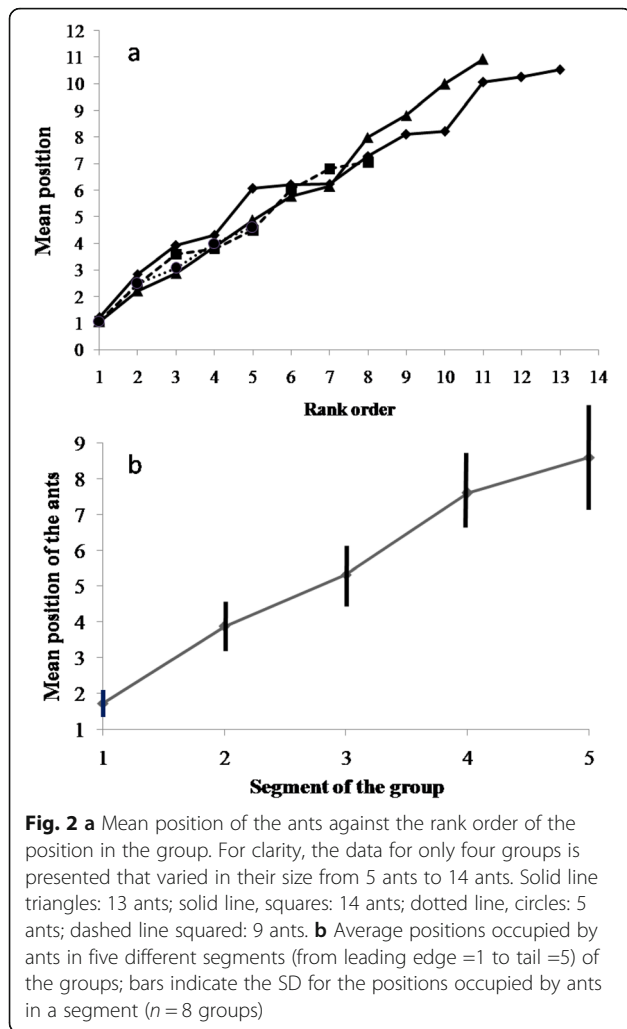 12
11
10
9
8
7
6
5
4
3
2
1
0
a
Mean position
1 2 3 4 5 6 7 8 9 10 11 12 13 14
Rank order
9
8
7
6
5
4
3
2
1
b
Mean position of the ants
1 2 3 4 5
Segment of the group
Fig. 2 a Mean position of the ants against the rank order of the
position in the group. For clarity, the data for only four groups is
presented that varied in their size from 5 ants to 14 ants. Solid line
triangles: 13 ants; solid line, squares: 14 ants; dotted line, circles: 5
ants; dashed line squared: 9 ants. b Average positions occupied by
ants in five different segments (from leading edge =1 to tail =5) of
the groups; bars indicate the SD for the positions occupied by ants
in a segment (n = 8 groups)